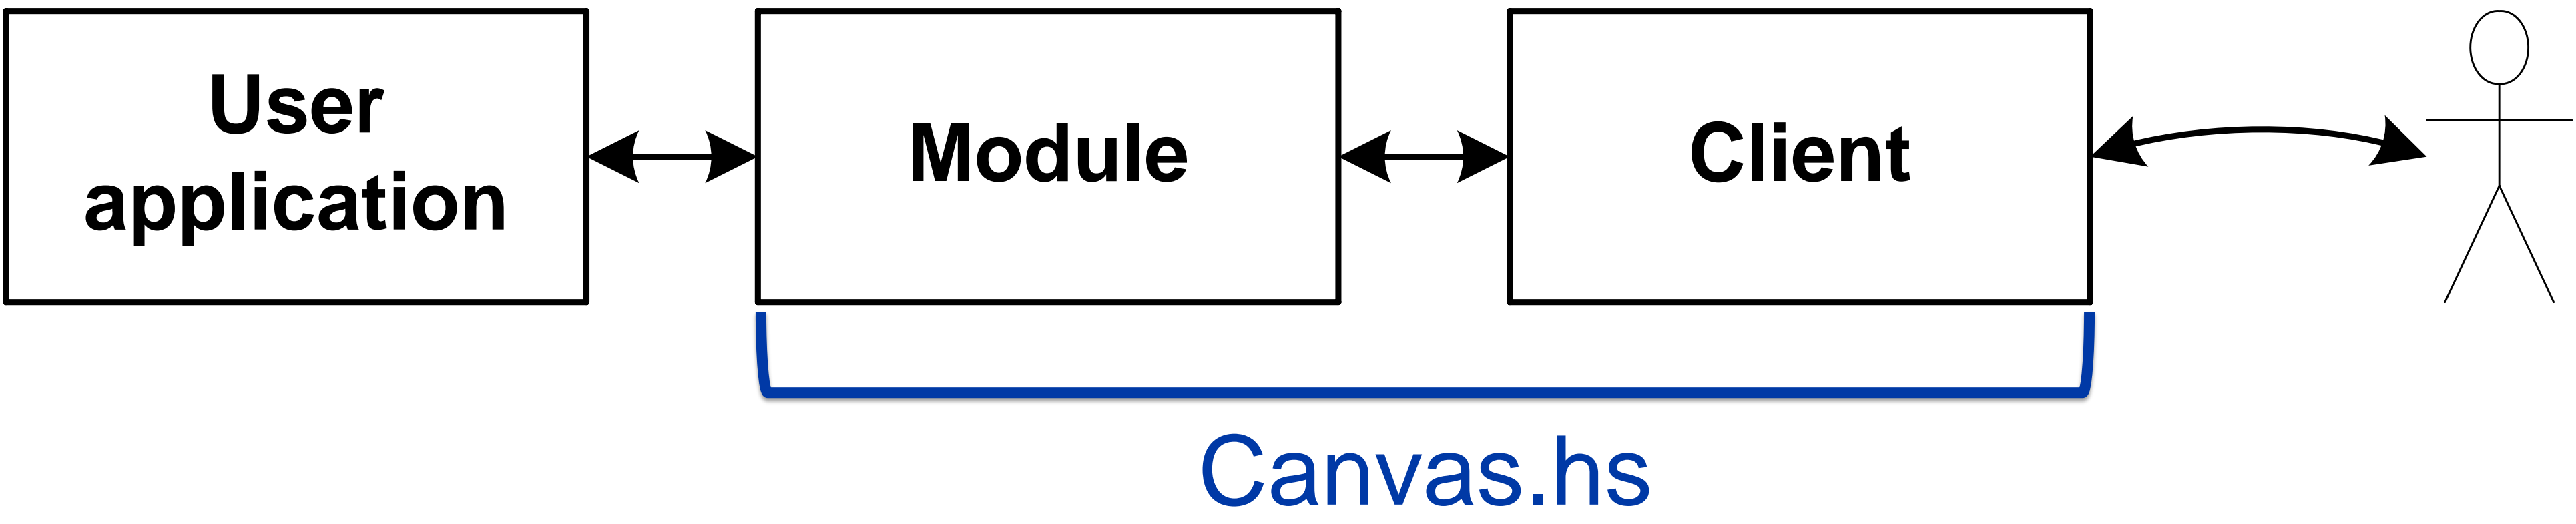 User
application
Module
Client
Canvas.hs